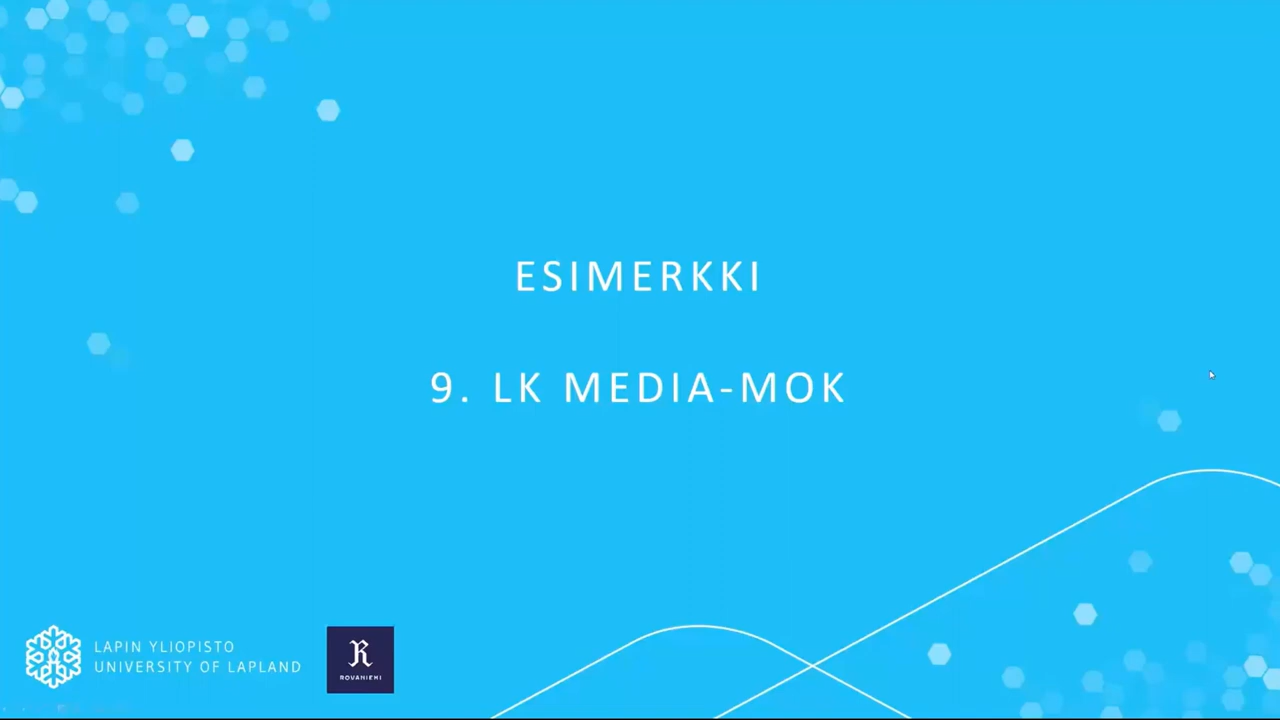 ESIMERKKI
9. LK MEDIA-MOK
LAPIN YLIOPISTO
UNIVERSITY OF LAPLAND
R
ROVANIEMI